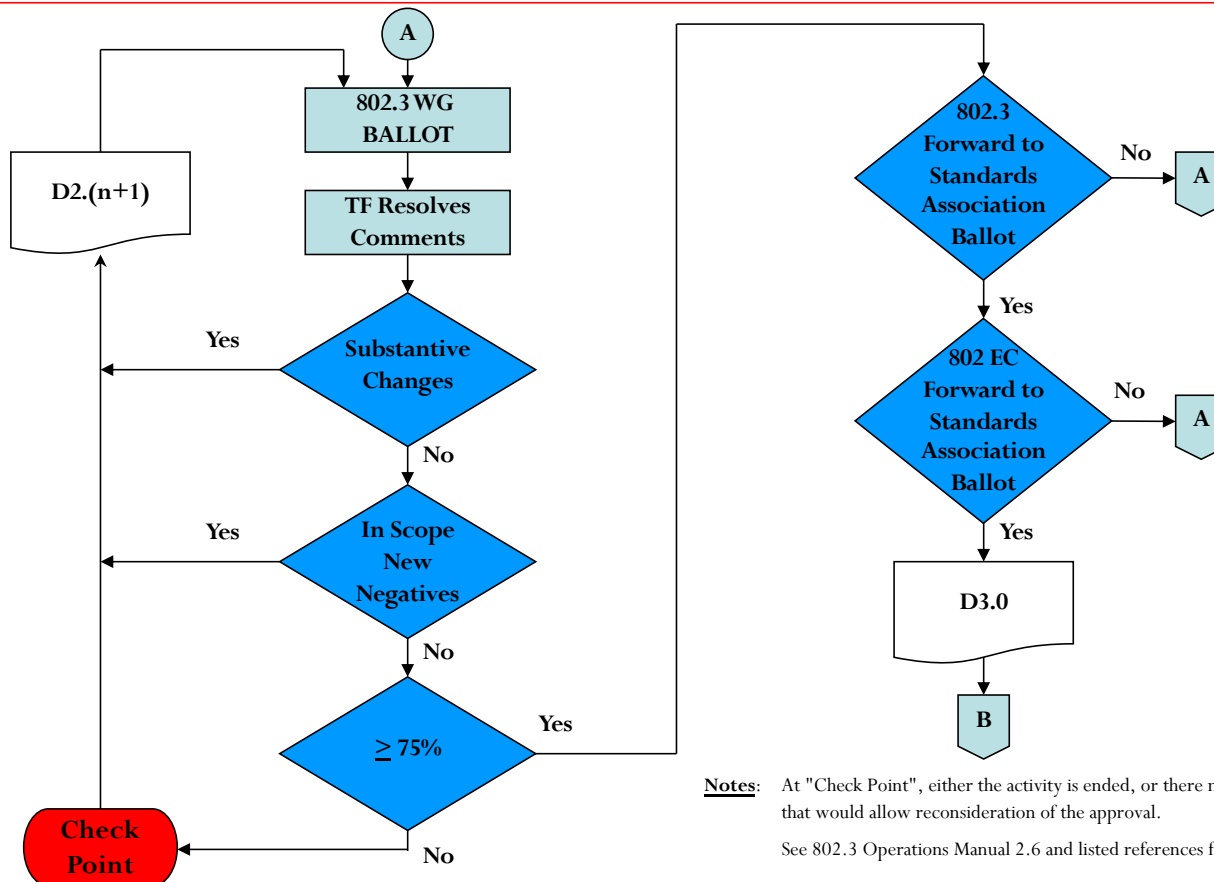 A
802.3 WG
BALLOT
D2.(n+1)
TF Resolves
Comments
Yes
Substantive
Changes
No
Yes
In Scope
New
Negatives
No
≥ 75%
Yes
No
Check
Point
802.3
Forward to
Standards
Association
Ballot
No
A
Yes
802 EC
Forward to
Standards
Association
Ballot
No
A
Yes
D3.0
B
Notes: At "Check Point", either the activity is ended, or there
that would allow reconsideration of the approval.
See 802.3 Operations Manual 2.6 and listed references